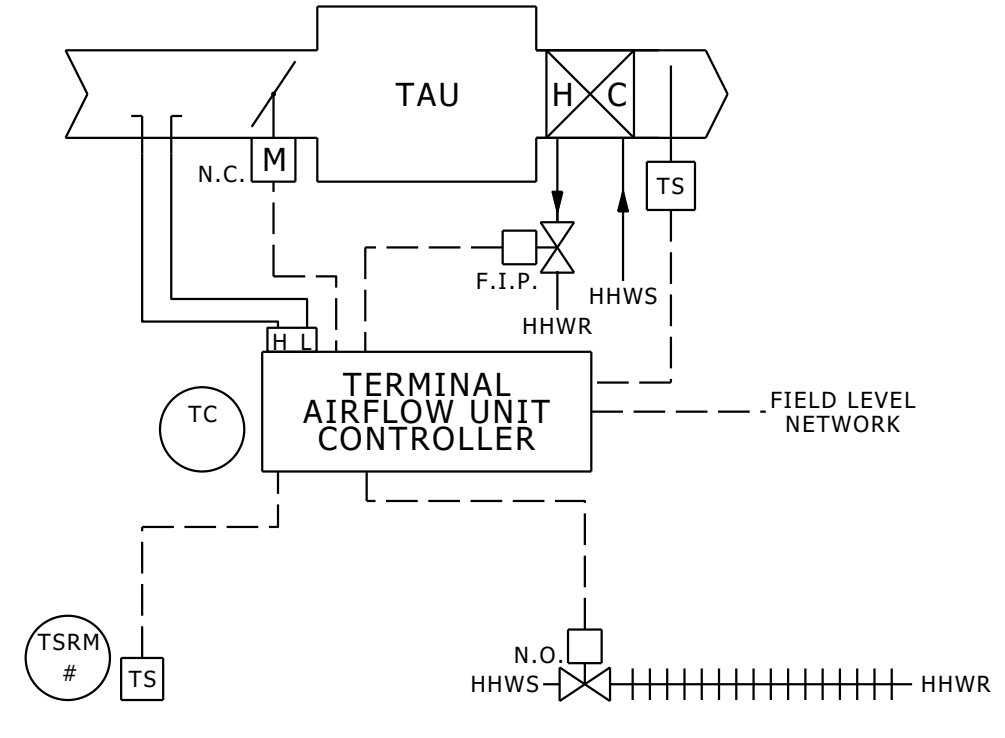 TAU
H C
M
N.C.
TS
F.I.P.
HHWS
HHWR
H L
TERMINAL
AIRFLOW UNIT
CONTROLLER
TC
FIELD LEVEL
NETWORK
TSRM
#
TS
N.O.
HHWS
HHWR